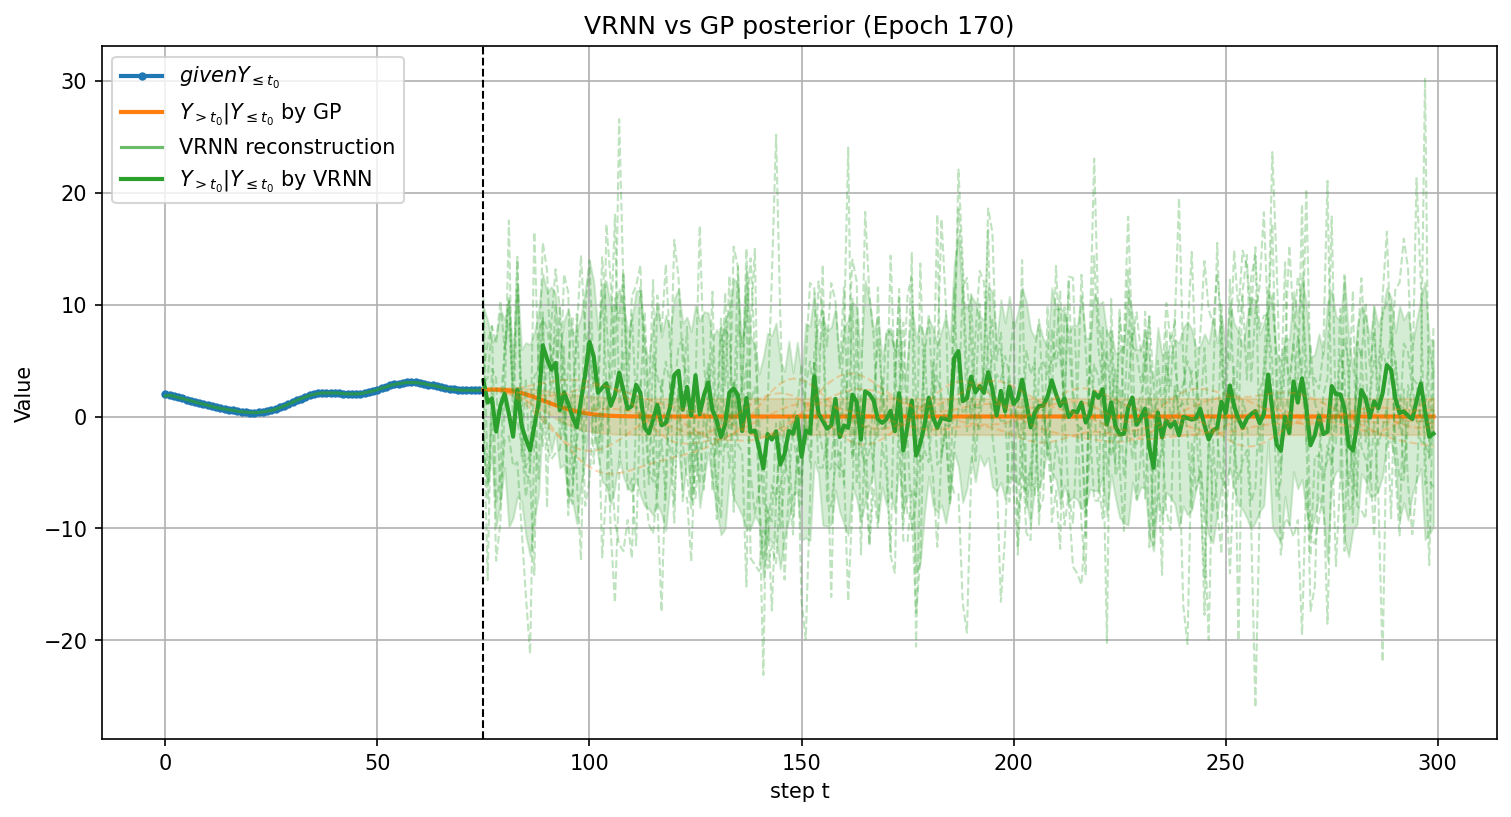 VRNN vs GP posterior (Epoch 170)
givenY≤t₀
Y>t₀|Y≤t₀ by GP
VRNN reconstruction
Y>t₀|Y≤t₀ by VRNN
30
20
10
0
−10
−20
Value
0 50 100 150 200 250 300
step t